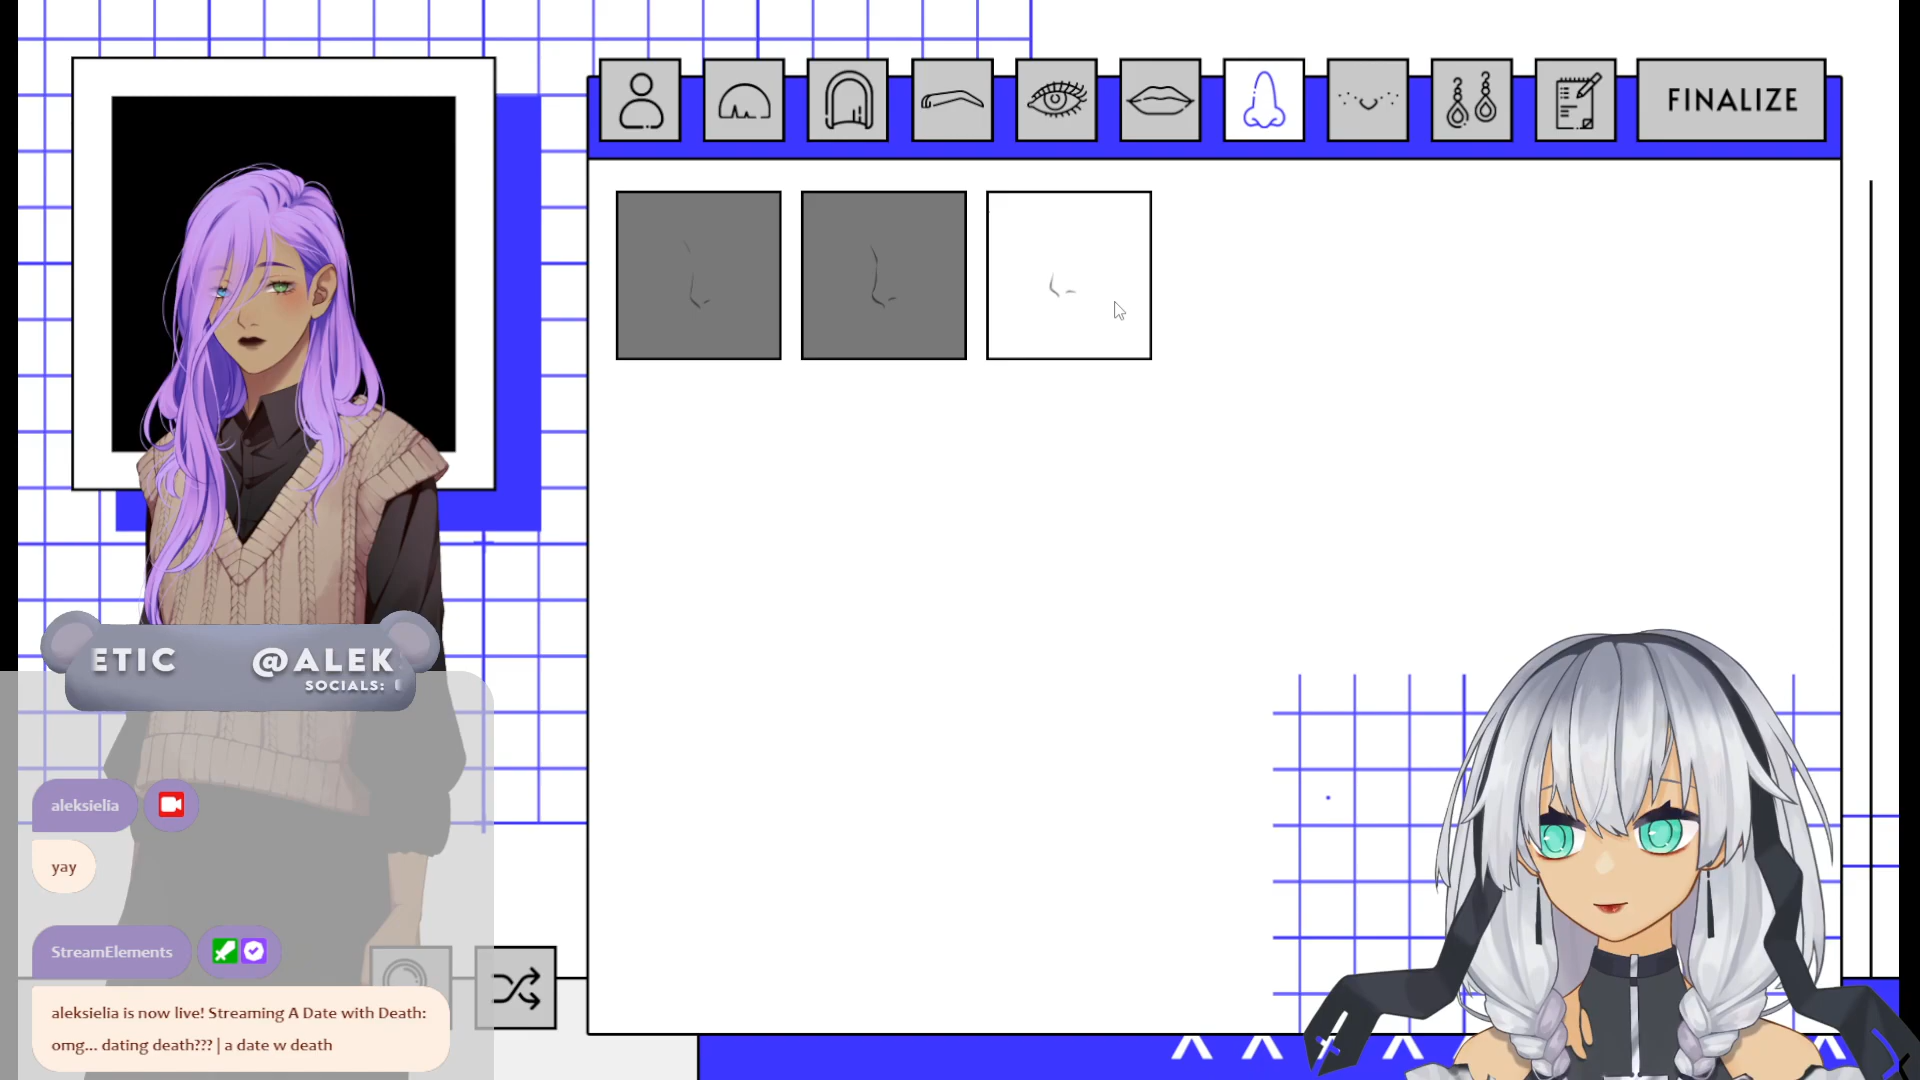 FINALIZE
ETIC @ALEK
SOCIALS:
aleksielia
yay
StreamElements
aleksielia is now live! Streaming A Date with Death:
omg... dating death??? | a date w death